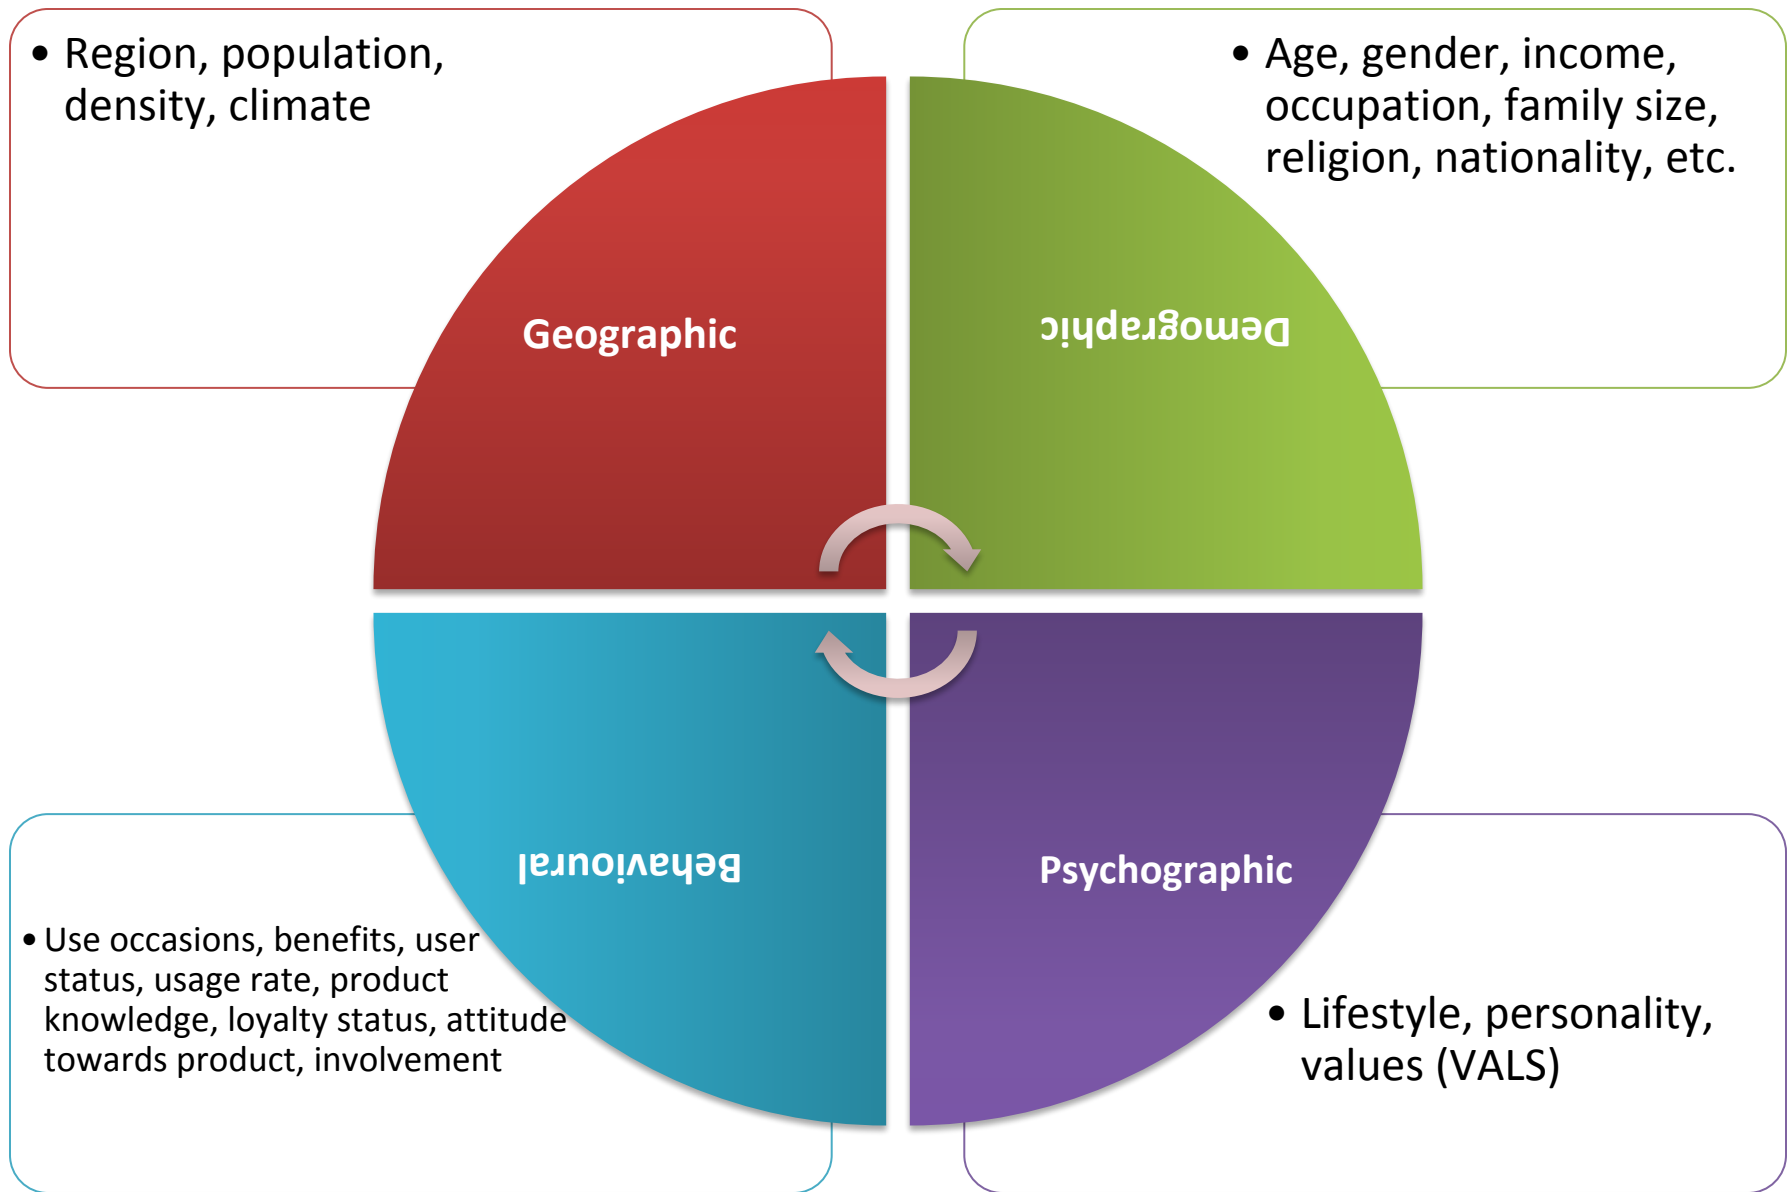 • Region, population,
density, climate
• Age, gender, income,
occupation, family size,
religion, nationality, etc.
Geographic
Demographic
Behavioural
Psychographic
• Use occasions, benefits, user
status, usage rate, product
knowledge, loyalty status, attitude
towards product, involvement
• Lifestyle, personality,
values (VALS)